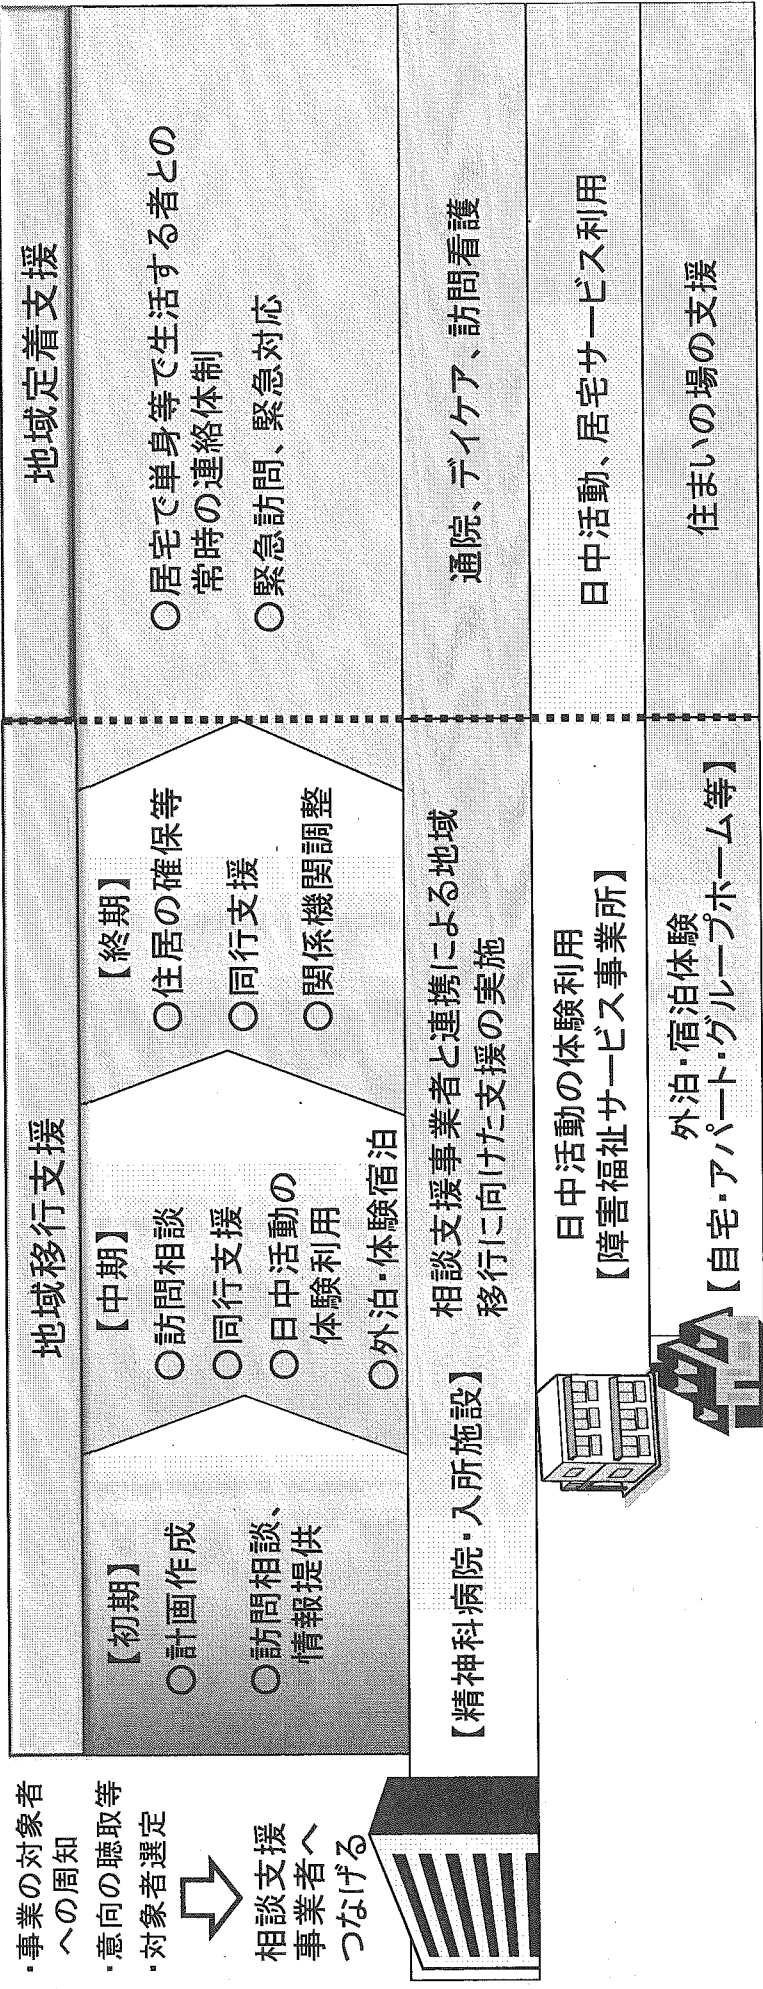 ・事業の対象者
への周知
・意向の聴取等
・対象者選定
相談支援
事業者へ
つなげる
地域移行支援
【初期】
○計画作成
○訪問相談、
情報提供
【中期】
○訪問相談
○同行支援
○日中活動の
体験利用
○外泊・体験宿泊
【終期】
○住居の確保等
○同行支援
○関係機関調整
地域定着支援
○居宅で単身等で生活する者との
常時の連絡体制
○緊急訪問、緊急対応
【精神科病院・入所施設】
相談支援事業者と連携による地域
移行に向けた支援の実施
通院、デイケア、訪問看護
日中活動の体験利用
【障害福祉サービス事業所】
日中活動、居宅サービス利用
外泊・宿泊体験
【自宅・アパート・グループホーム等】
住まいの場の支援